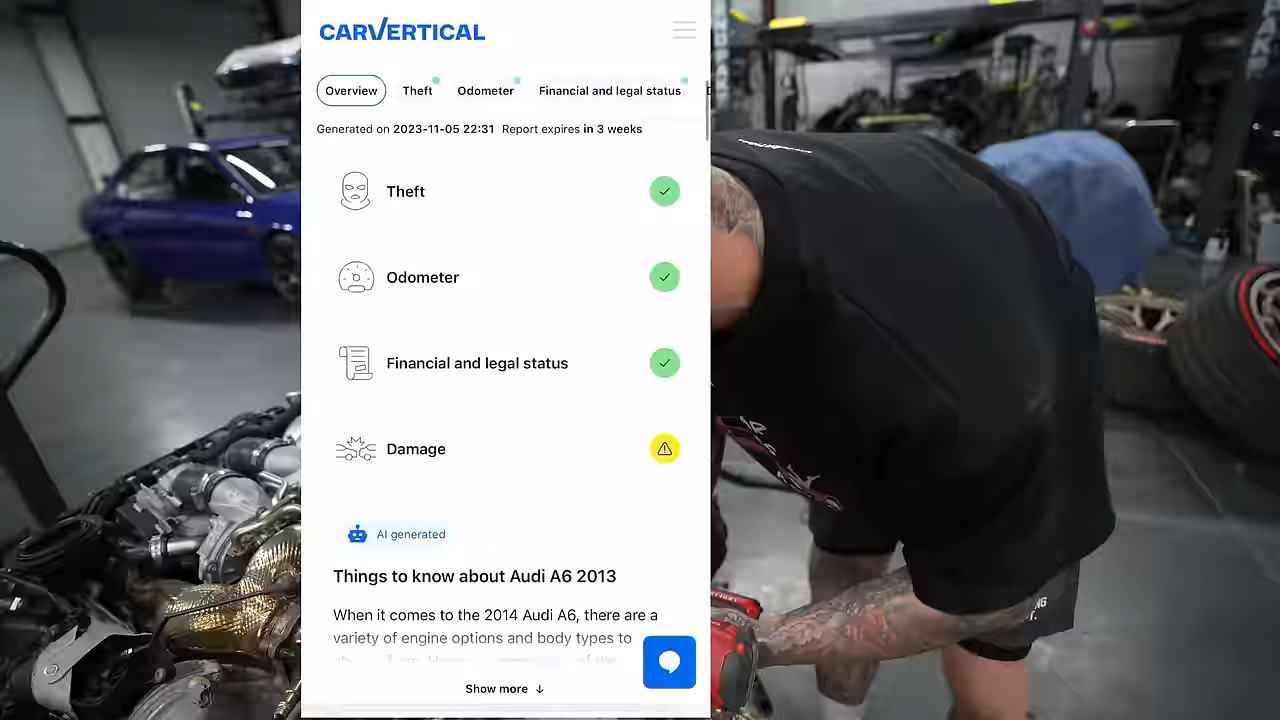 CARVERTICAL
Overview
Theft
Odometer
Financial and legal status
Generated on 2023-11-05 22:31 Report expires in 3 weeks
Theft
Odometer
Financial and legal status
Damage
AI generated
Things to know about Audi A6 2013
When it comes to the 2014 Audi A6, there are a
variety of engine options and body types to
Show more ↓